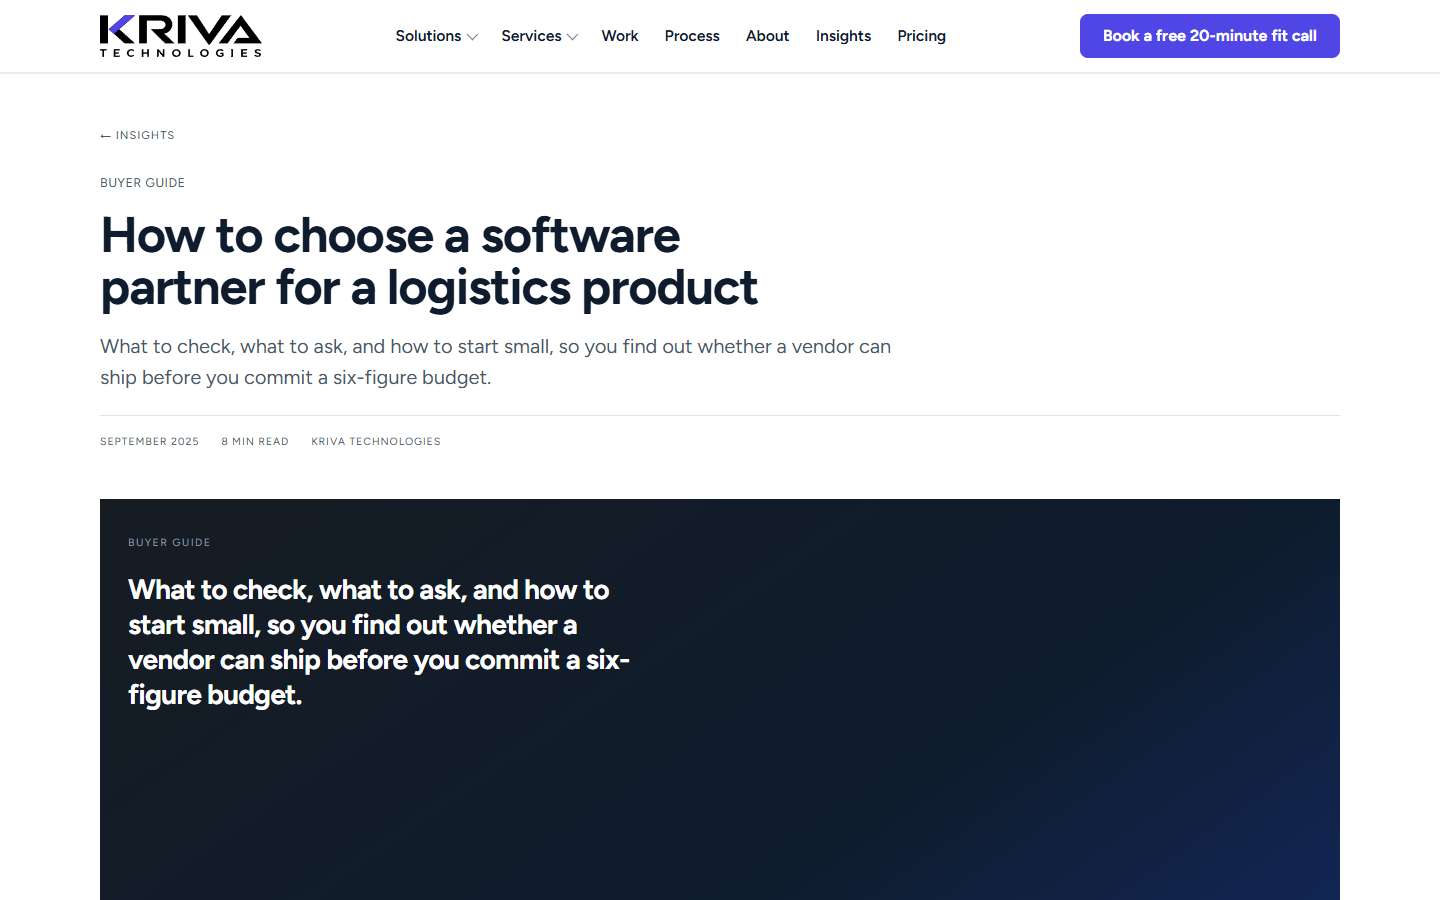 KRIVA
TECHNOLOGIES
Solutions Services Work Process About Insights Pricing
Book a free 20-minute fit call
← INSIGHTS
BUYER GUIDE
How to choose a software
partner for a logistics product
What to check, what to ask, and how to start small, so you find out whether a vendor can
ship before you commit a six-figure budget.
SEPTEMBER 2025 8 MIN READ KRIVA TECHNOLOGIES
BUYER GUIDE
What to check, what to ask, and how to
start small, so you find out whether a
vendor can ship before you commit a six-
figure budget.